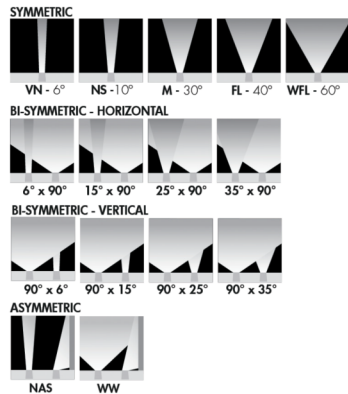 SYMMETRIC
VN - 6° NS -10° M - 30° FL - 40° WFL - 60°
BI-SYMMETRIC - HORIZONTAL
6° x 90° 15° x 90° 25° x 90° 35° x 90°
BI-SYMMETRIC - VERTICAL
90° x 6° 90° x 15° 90° x 25° 90° x 35°
ASYMMETRIC
NAS WW